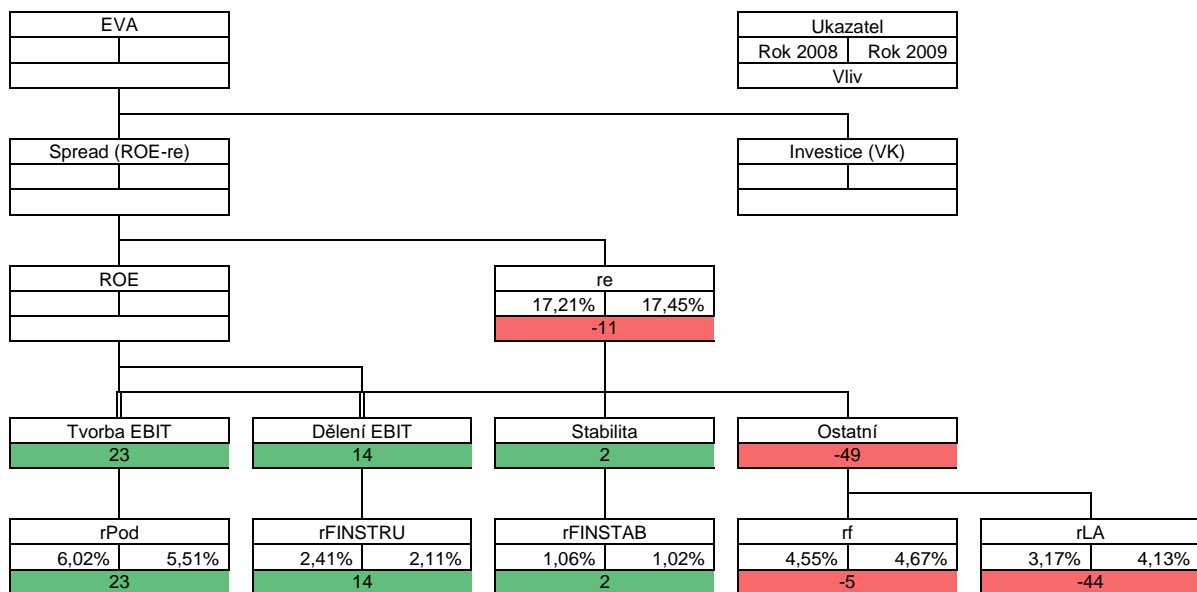 EVA
Ukazatel
Rok 2008 Rok 2009
Vliv
Spread (ROE-re)
Investice (VK)
ROE
re
17,21% 17,45%
-11
Tvorba EBIT
Dělení EBIT
Stabilita
Ostatní
23
14
2
-49
rPod
rFINSTRU
rFINSTAB
rf
rLA
6,02% 5,51%
2,41% 2,11%
1,06% 1,02%
4,55% 4,67%
3,17% 4,13%
23
14
2
-5
-44